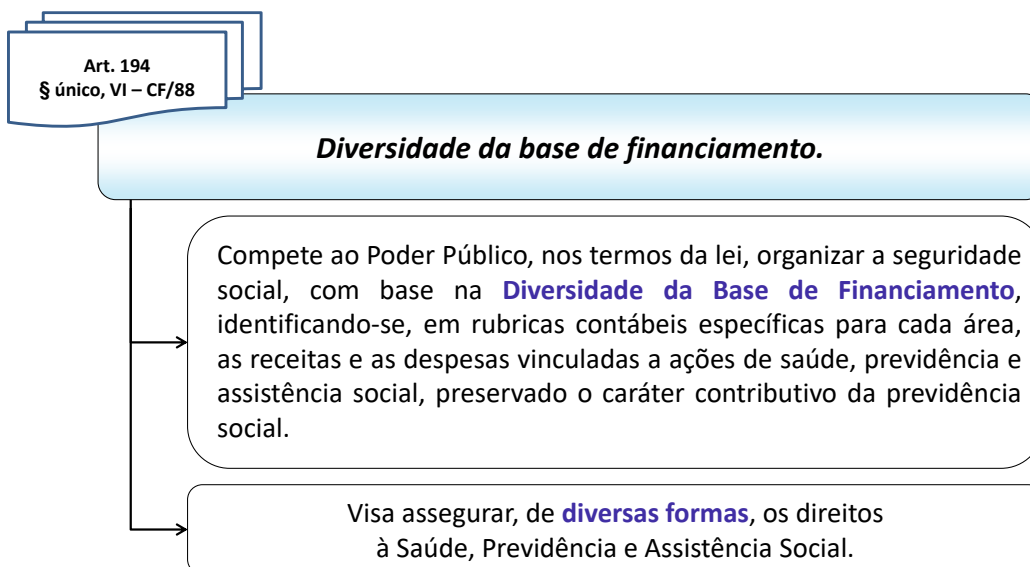 Art. 194
§ único, VI – CF/88
Diversidade da base de financiamento.
Compete ao Poder Público, nos termos da lei, organizar a seguridade
social, com base na Diversidade da Base de Financiamento,
identificando-se, em rubricas contábeis específicas para cada área,
as receitas e as despesas vinculadas a ações de saúde, previdência e
assistência social, preservado o caráter contributivo da previdência
social.
Visa assegurar, de diversas formas, os direitos
à Saúde, Previdência e Assistência Social.